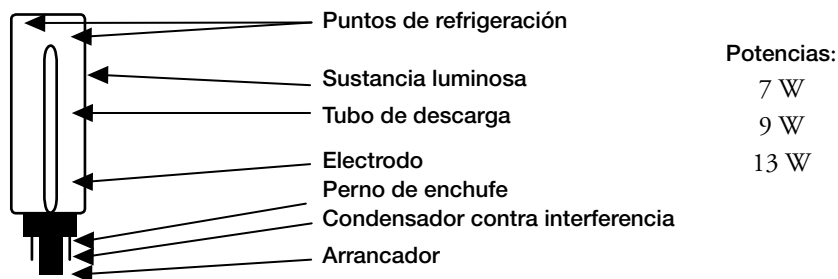 Puntos de refrigeración
Sustancia luminosa
Tubo de descarga
Electrodo
Perno de enchufe
Condensador contra interferencia
Arrancador
Potencias:
7 W
9 W
13 W